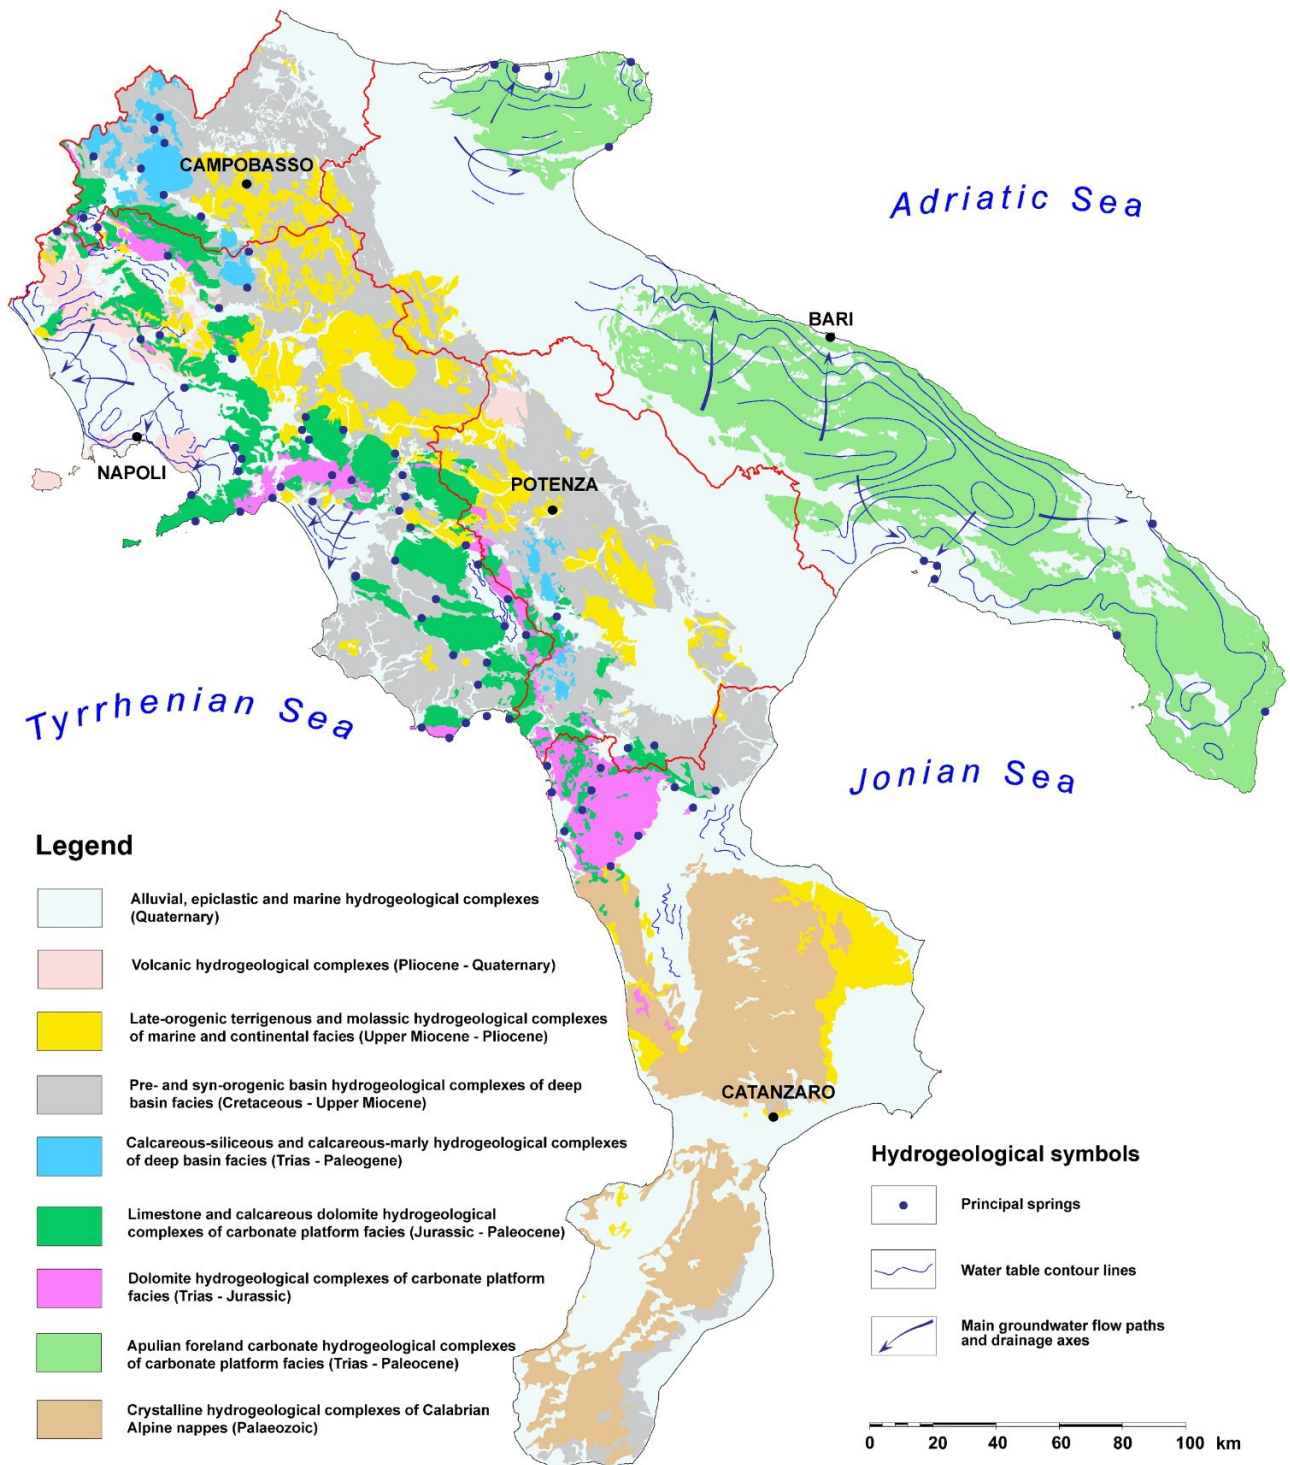 CAMPOBASSO
Adriatic Sea
BARI
NAPOLI
POTENZA
Tyrrhenian Sea
Jonian Sea
CATANZARO
Legend
Alluvial, epiclastic and marine hydrogeological complexes
(Quaternary)
Volcanic hydrogeological complexes (Pliocene - Quaternary)
Late-orogenic terrigenous and molassic hydrogeological complexes
of marine and continental facies (Upper Miocene - Pliocene)
Pre- and syn-orogenic basin hydrogeological complexes of deep
basin facies (Cretaceous - Upper Miocene)
Calcareous-siliceous and calcareous-marly hydrogeological complexes
of deep basin facies (Trias - Paleogene)
Limestone and calcareous dolomite hydrogeological
complexes of carbonate platform facies (Jurassic - Paleocene)
Dolomite hydrogeological complexes of carbonate platform
facies (Trias - Jurassic)
Apulian foreland carbonate hydrogeological complexes
of carbonate platform facies (Trias - Paleocene)
Crystalline hydrogeological complexes of Calabrian
Alpine nappes (Palaeozoic)
Hydrogeological symbols
Principal springs
Water table contour lines
Main groundwater flow paths
and drainage axes
0 20 40 60 80 100 km